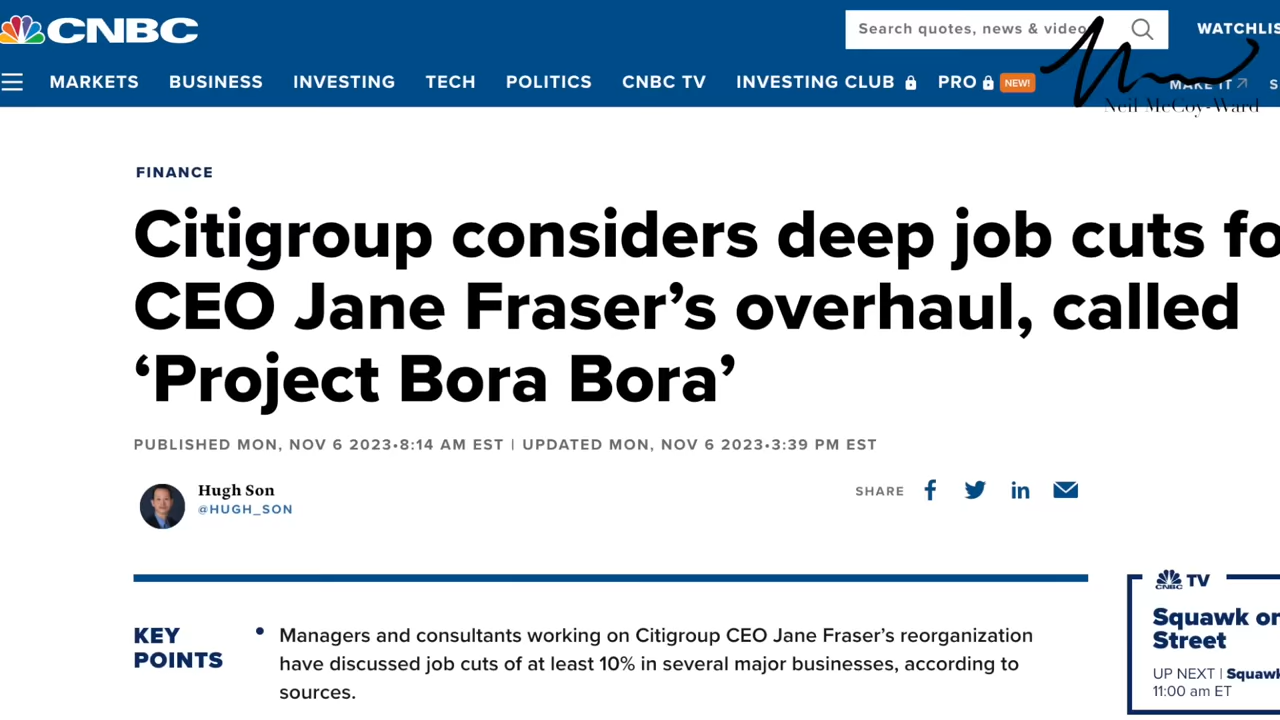 CNBC
Search quotes, news & video
WATCHLIS
MARKETS BUSINESS INVESTING TECH POLITICS CNBC TV INVESTING CLUB PRO NEW! MAKE IT S
Neil McCoy-Ward
FINANCE
Citigroup considers deep job cuts fo
CEO Jane Fraser’s overhaul, called
‘Project Bora Bora’
PUBLISHED MON, NOV 6 2023•8:14 AM EST | UPDATED MON, NOV 6 2023•3:39 PM EST
Hugh Son
@HUGH_SON
SHARE
KEY
POINTS
• Managers and consultants working on Citigroup CEO Jane Fraser’s reorganization
have discussed job cuts of at least 10% in several major businesses, according to
sources.
CNBC TV
Squawk on
Street
UP NEXT | Squawk
11:00 am ET